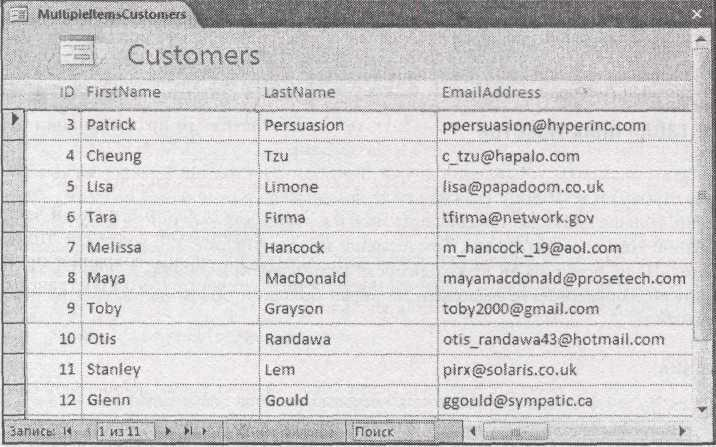 MultipleItemsCustomers
Customers
ID FirstName LastName EmailAddress
3 Patrick Persuasion ppersuasion@hyperinc.com
4 Cheung Tzu c_tzu@hapalo.com
5 Lisa Limone lisa@papadoom.co.uk
6 Tara Firma tfirma@network.gov
7 Melissa Hancock m_hancock_19@aol.com
8 Maya MacDonald mayamacdonald@prosetech.com
9 Toby Grayson toby2000@gmail.com
10 Otis Randawa otis_randawa43@hotmail.com
11 Stanley Lem pirx@solaris.co.uk
12 Glenn Gould ggould@sympatic.ca
Запись: 1 из 11 Поиск